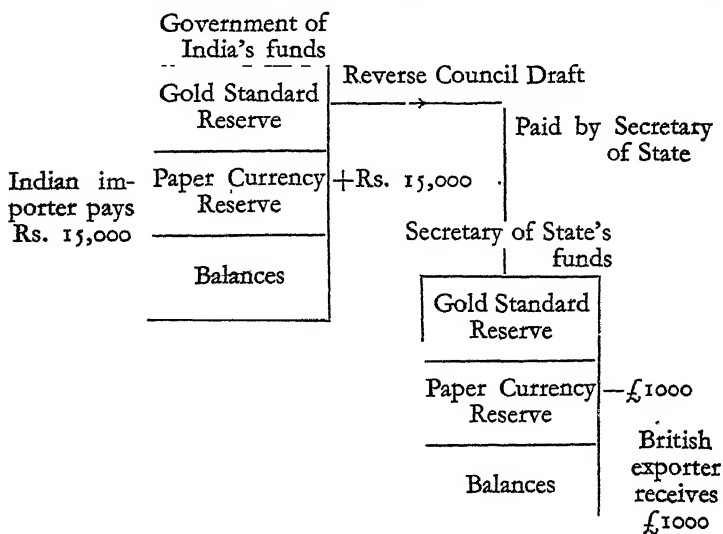 Government of
India's funds
Gold Standard
Reserve
Reverse Council Draft
Paid by Secretary
of State
Indian im-
porter pays
Rs. 15,000
Paper Currency
Reserve
+Rs. 15,000
Balances
Secretary of State's
funds
Gold Standard
Reserve
Paper Currency
Reserve
—£1000
Balances
British
exporter
receives
£1000